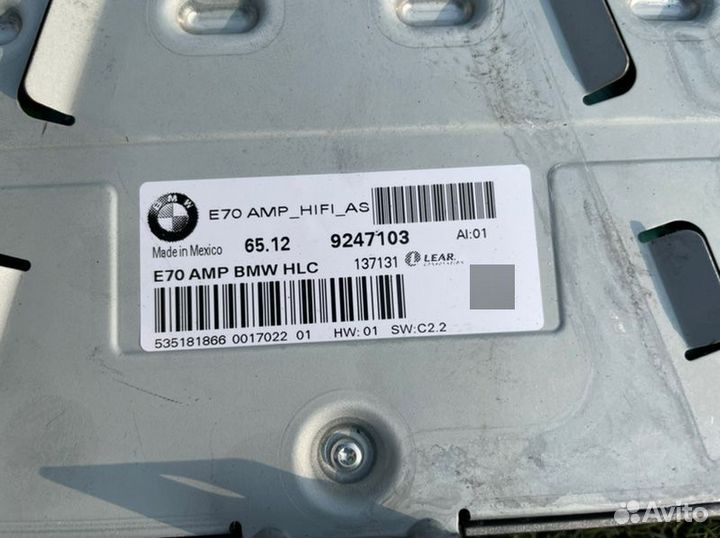 BMW
E70 AMP_HIFI_AS
Made in Mexico 65.12 9247103 AI:01
E70 AMP BMW HLC 137131 LEAR
535181866 0017022 01 HW: 01 SW:C2.2
Avito